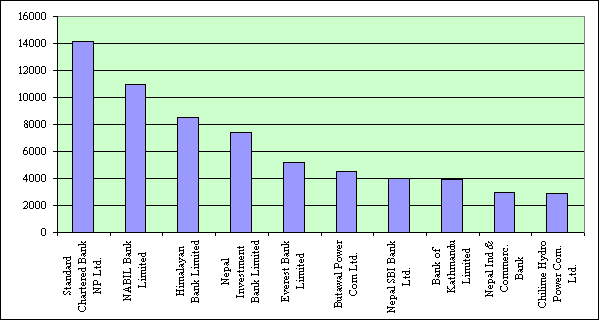 16000
14000
12000
10000
8000
6000
4000
2000
0
Standard
Chartered Bank
NP Ltd.
NABIL Bank
Limited
Himalayan
Bank Limited
Nepal
Investment
Bank Limited
Everest Bank
Limited
Butawal Power
Com Ltd.
Nepal SBI Bank
Ltd.
Bank of
Kathmandu
Limited
Nepal Ind &
Commerc.
Bank
Chilime Hydro
Power Com.
Ltd.